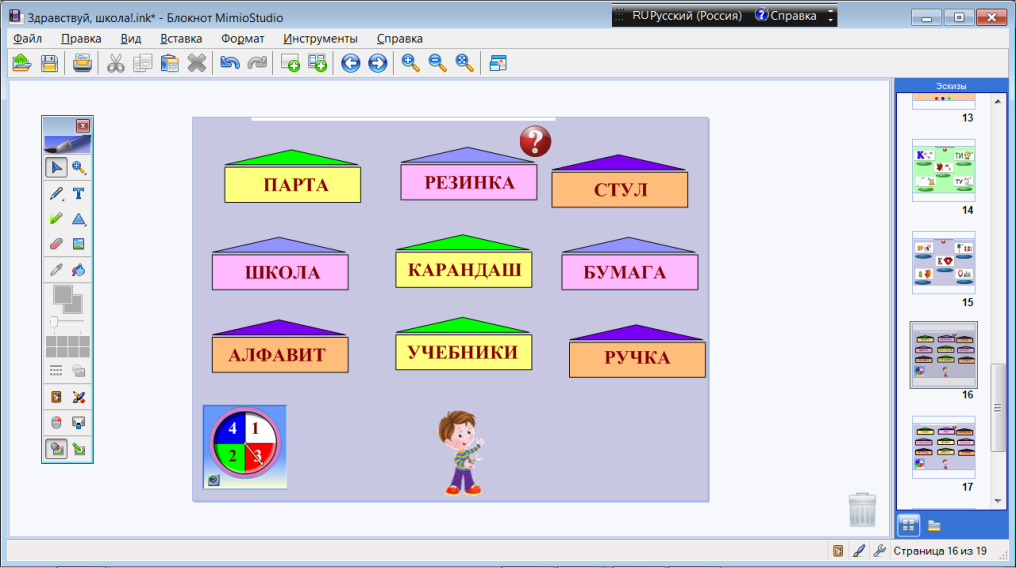 Здравствуй, школа!.ink* - Блокнот MimioStudio
RU Русский (Россия) Справка
Файл Правка Вид Вставка Формат Инструменты Справка
Эскизы
13
ПАРТА РЕЗИНКА СТУЛ
14
ШКОЛА КАРАНДАШ БУМАГА
15
АЛФАВИТ УЧЕБНИКИ РУЧКА
16
4 1
2 3
17
Страница 16 из 19